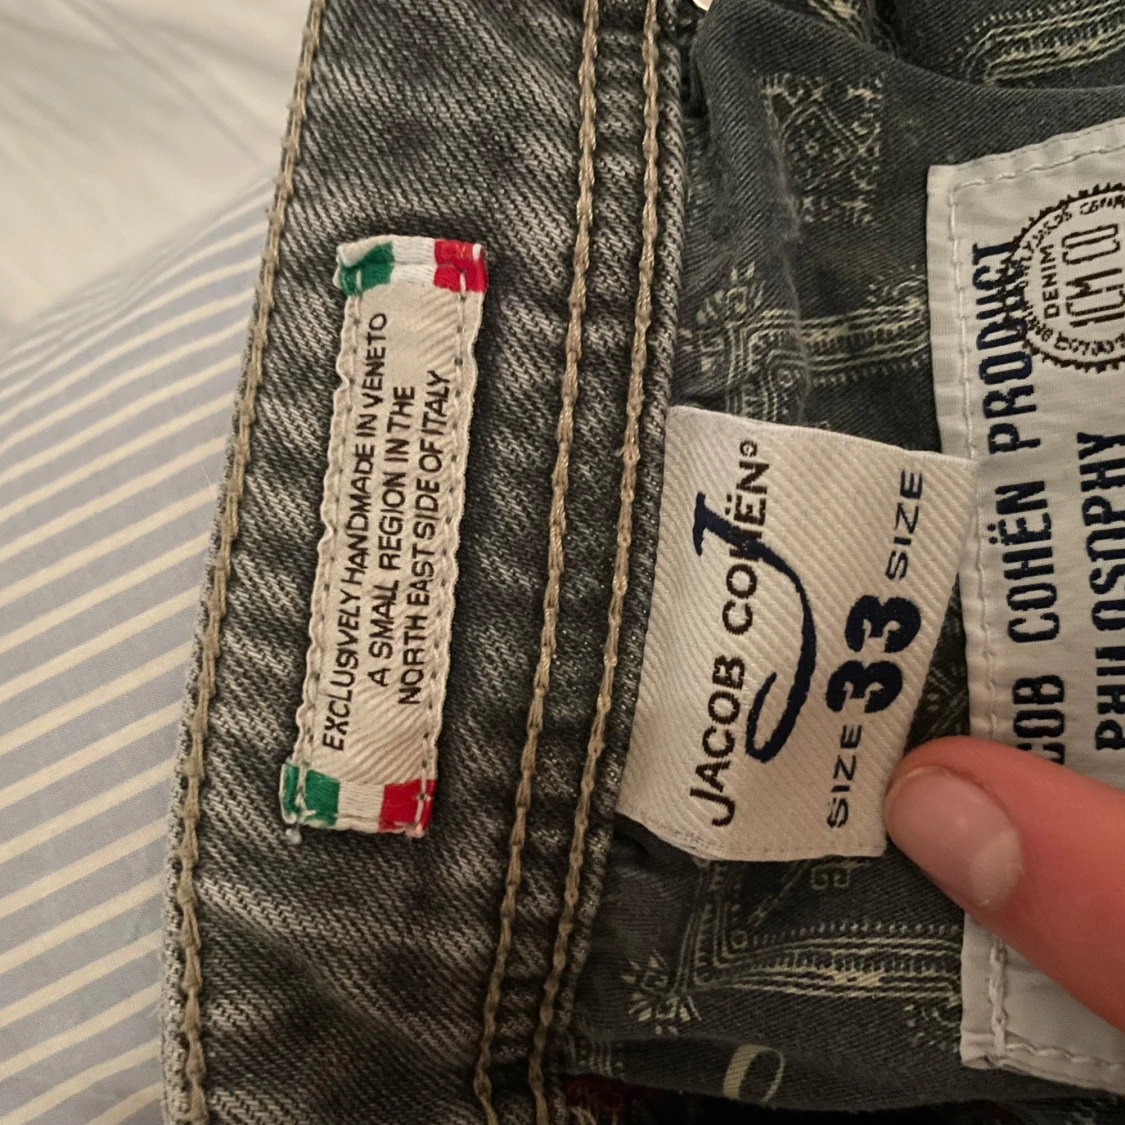 EXCLUSIVELY HANDMADE IN VENETO
A SMALL REGION IN THE
NORTH EAST SIDE OF ITALY
JACOB COHËN®
J
SIZE 33 SIZE
DENIM
COHËN PRODUCT
PHILOSOPHY